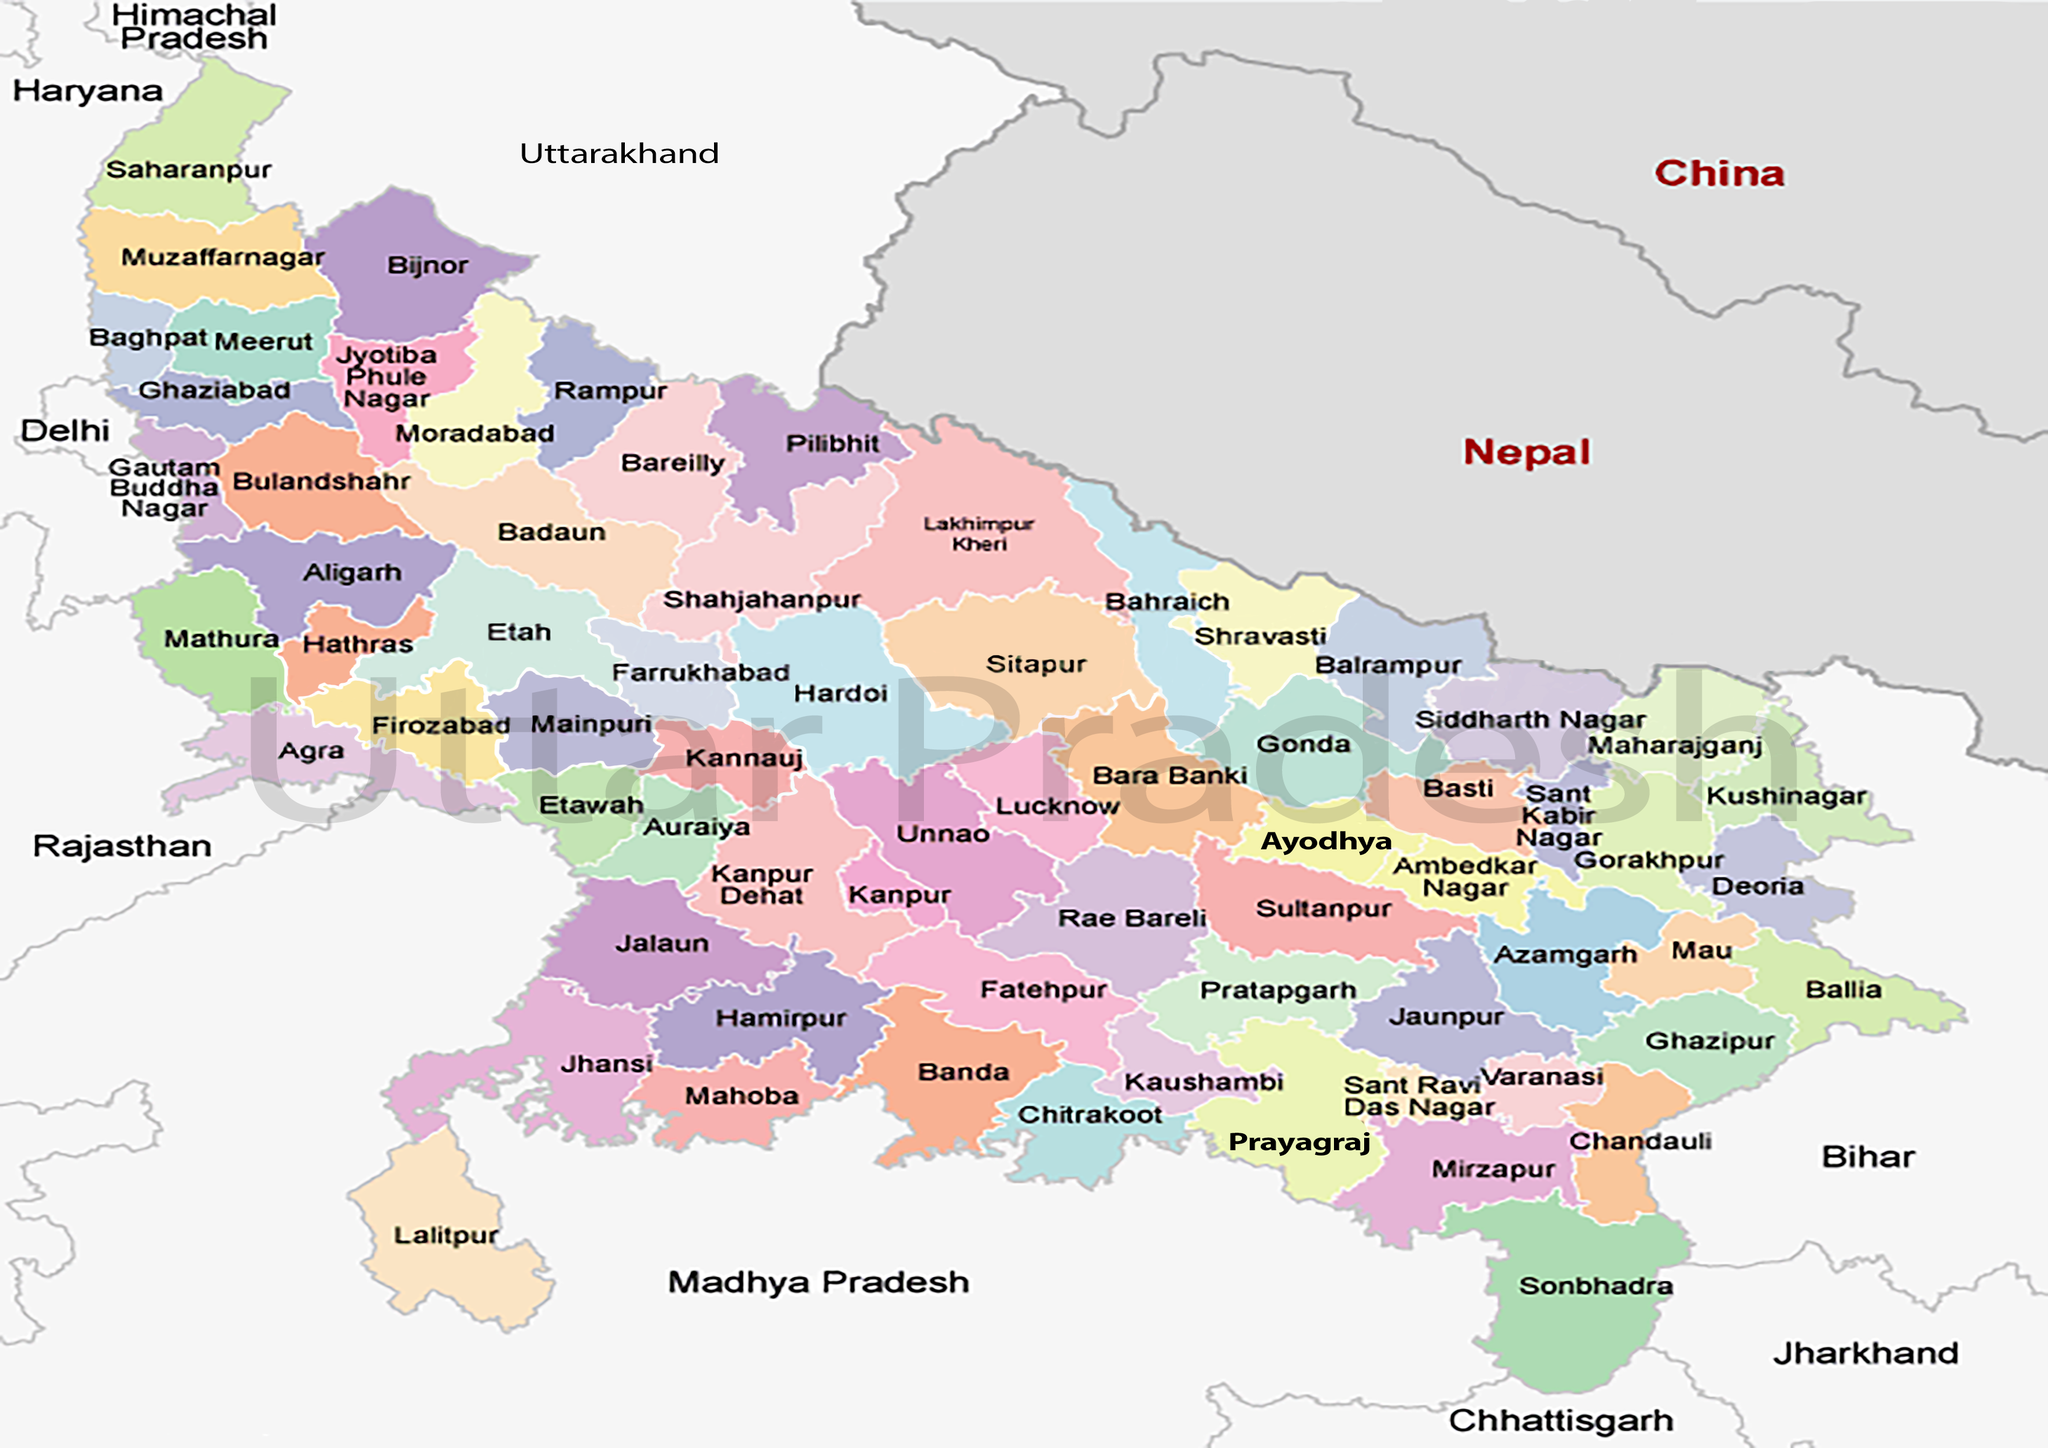 Himachal
Pradesh
Haryana
Uttarakhand
China
Saharanpur
Muzaffarnagar
Bijnor
Baghpat
Meerut
Jyotiba
Phule
Nagar
Ghaziabad
Rampur
Delhi
Moradabad
Pilibhit
Nepal
Bareilly
Gautam
Buddha
Nagar
Bulandshahr
Badaun
Lakhimpur
Kheri
Aligarh
Shahjahanpur
Bahraich
Mathura
Hathras
Etah
Shravasti
Farrukhabad
Hardoi
Sitapur
Balrampur
Uttar Pradesh
Agra
Firozabad
Mainpuri
Kannauj
Gonda
Siddharth Nagar
Maharajganj
Bara Banki
Basti
Sant
Kabir
Nagar
Kushinagar
Etawah
Auraiya
Unnao
Lucknow
Rajasthan
Ayodhya
Ambedkar
Nagar
Gorakhpur
Deoria
Kanpur
Dehat
Kanpur
Rae Bareli
Sultanpur
Jalaun
Azamgarh
Mau
Fatehpur
Pratapgarh
Ballia
Hamirpur
Jaunpur
Ghazipur
Jhansi
Mahoba
Banda
Kaushambi
Sant Ravi
Das Nagar
Varanasi
Chitrakoot
Prayagraj
Chandauli
Mirzapur
Bihar
Lalitpur
Madhya Pradesh
Sonbhadra
Jharkhand
Chhattisgarh